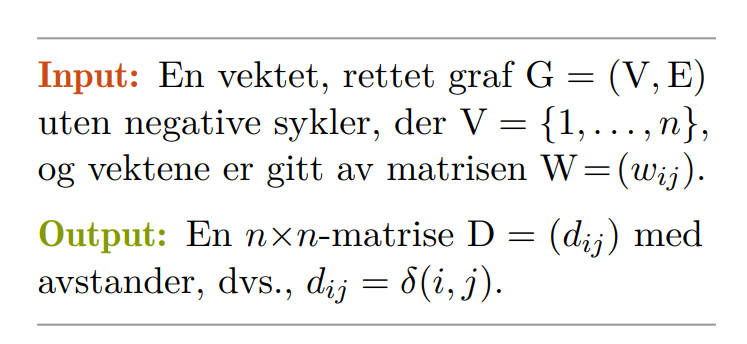 Input: En vektet, rettet graf G = (V, E)
uten negative sykler, der V = {1, . . . , n},
og vektene er gitt av matrisen W = (wij).
Output: En n×n-matrise D = (dij) med
avstander, dvs., dij = δ(i, j).